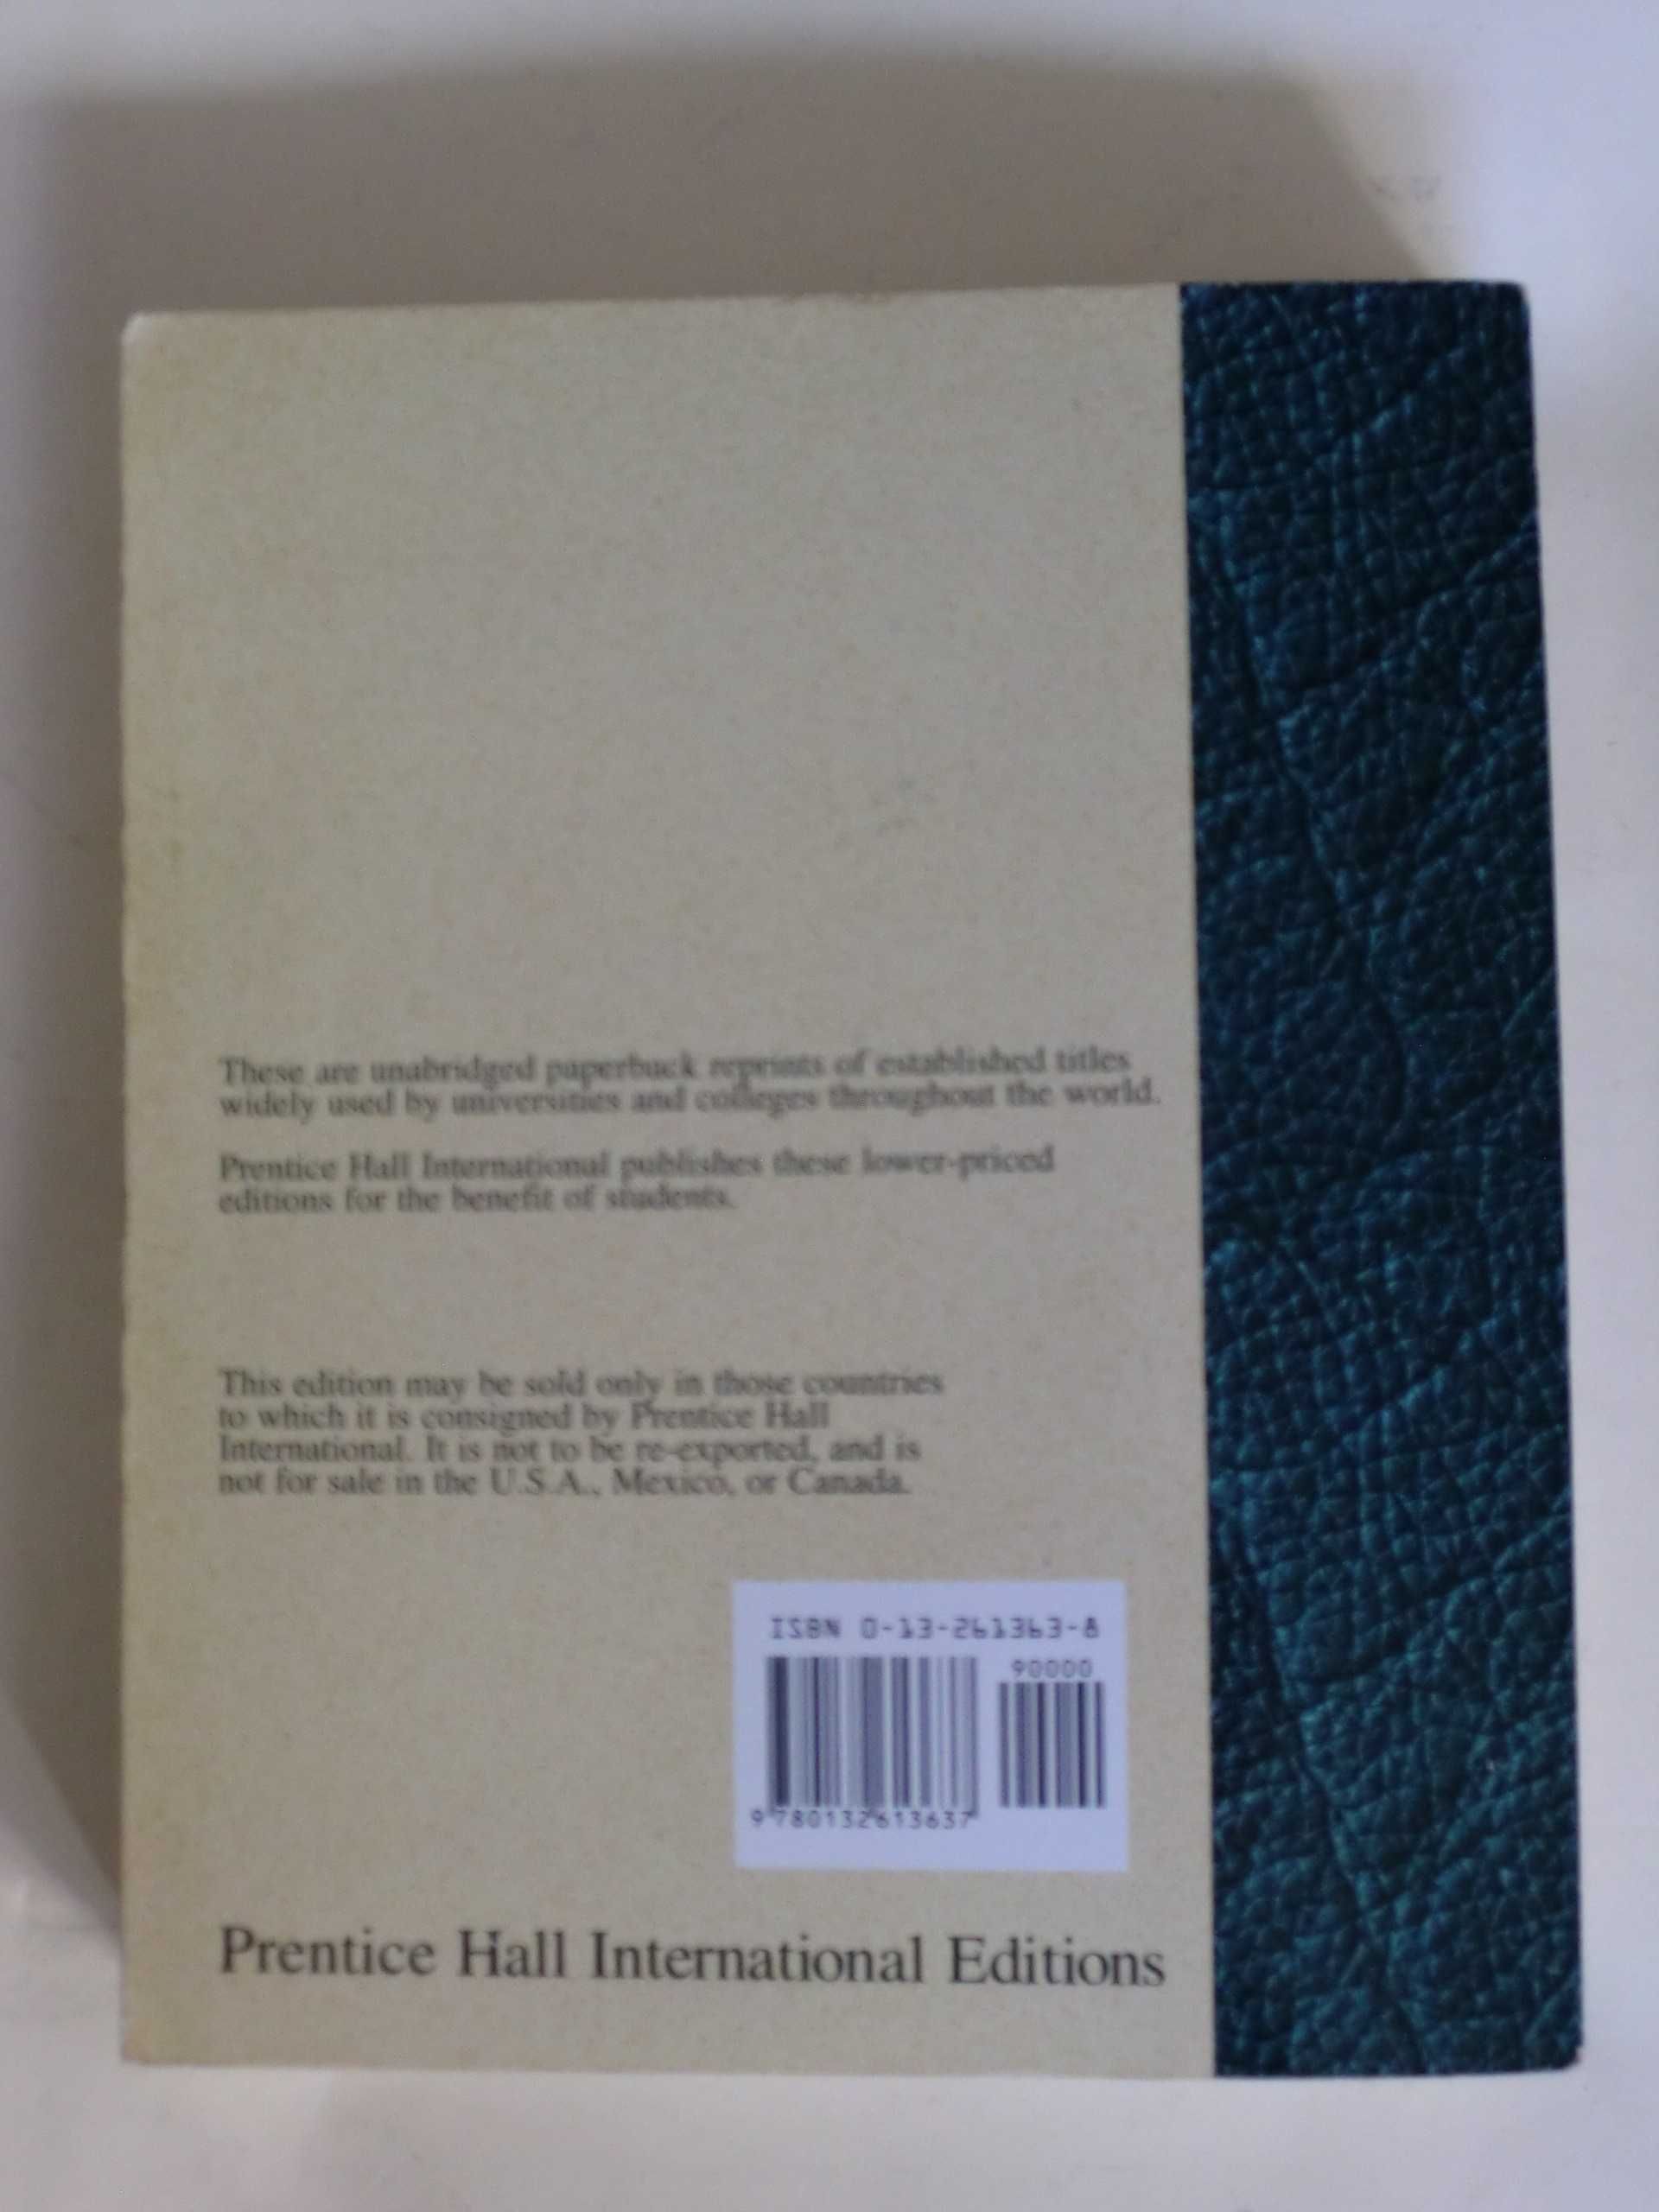 These are unabridged paperback reprints of established titles
widely used by universities and colleges throughout the world.
Prentice Hall International publishes these lower-priced
editions for the benefit of students.
This edition may be sold only in those countries
to which it is consigned by Prentice Hall
International. It is not to be re-exported, and is
not for sale in the U.S.A., Mexico, or Canada.
ISBN 0-13-261363-8
90000
9 780132613637
Prentice Hall International Editions